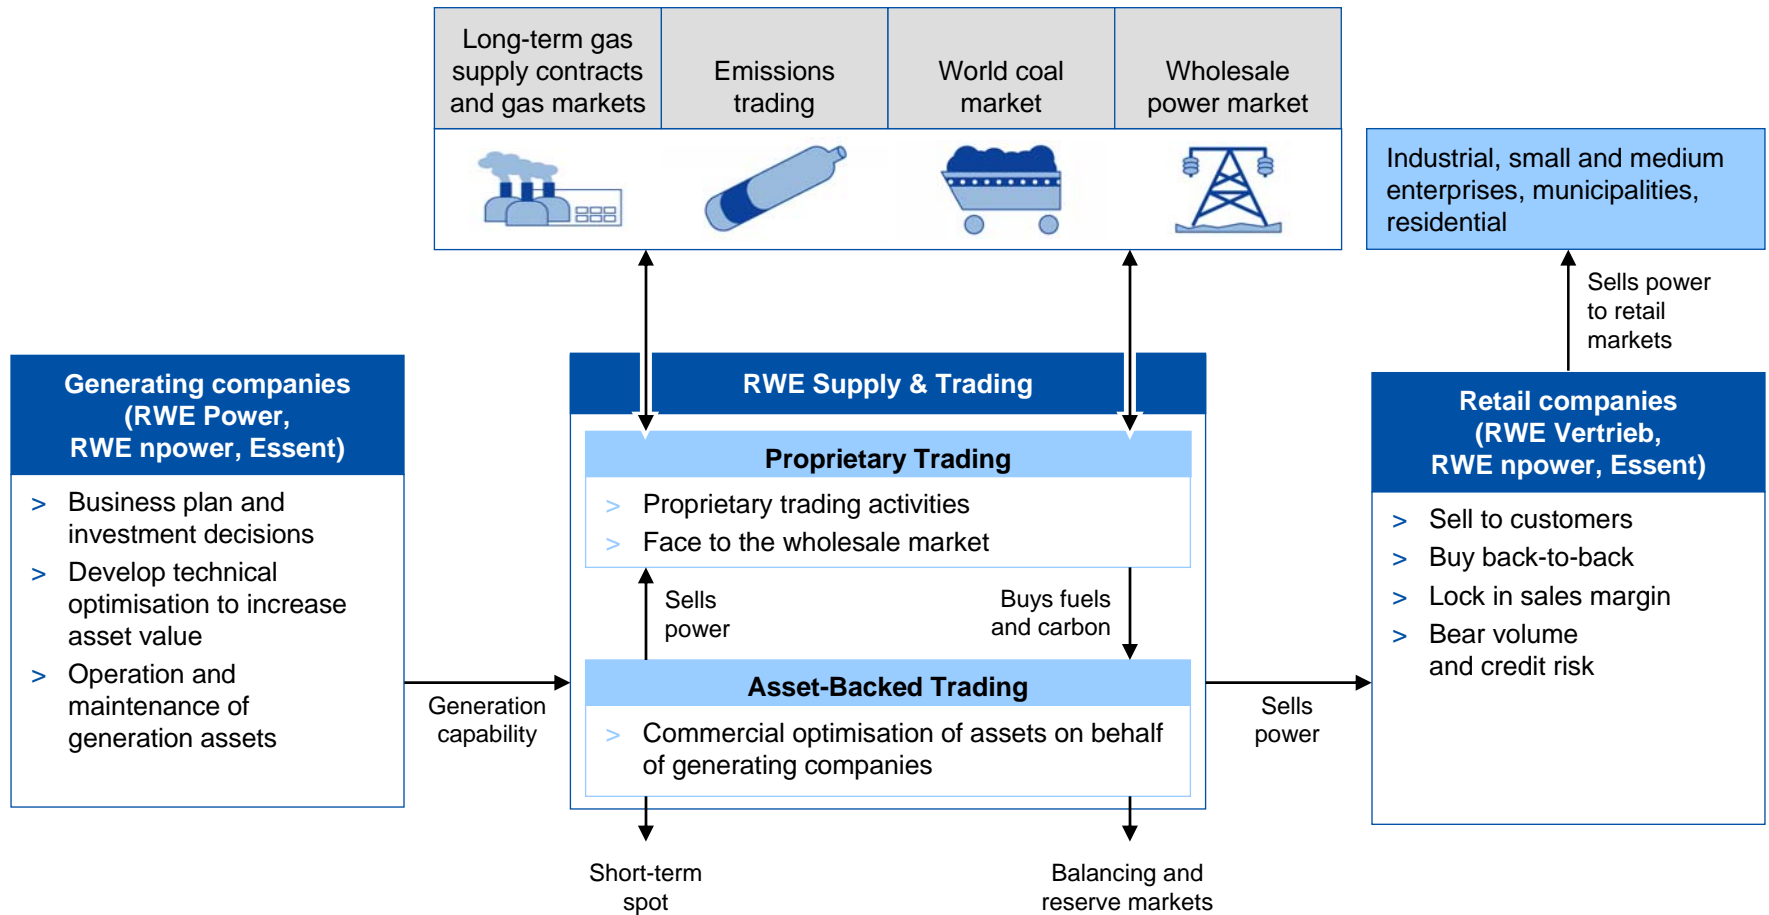 Long-term gas
supply contracts
and gas markets
Emissions
trading
World coal
market
Wholesale
power market
Industrial, small and medium
enterprises, municipalities,
residential
Sells power
to retail
markets
Generating companies
(RWE Power,
RWE npower, Essent)
> Business plan and
investment decisions
> Develop technical
optimisation to increase
asset value
> Operation and
maintenance of
generation assets
Generation
capability
RWE Supply & Trading
Proprietary Trading
> Proprietary trading activities
> Face to the wholesale market
Sells
power
Buys fuels
and carbon
Asset-Backed Trading
> Commercial optimisation of assets on behalf
of generating companies
Short-term
spot
Balancing and
reserve markets
Sells
power
Retail companies
(RWE Vertrieb,
RWE npower, Essent)
> Sell to customers
> Buy back-to-back
> Lock in sales margin
> Bear volume
and credit risk